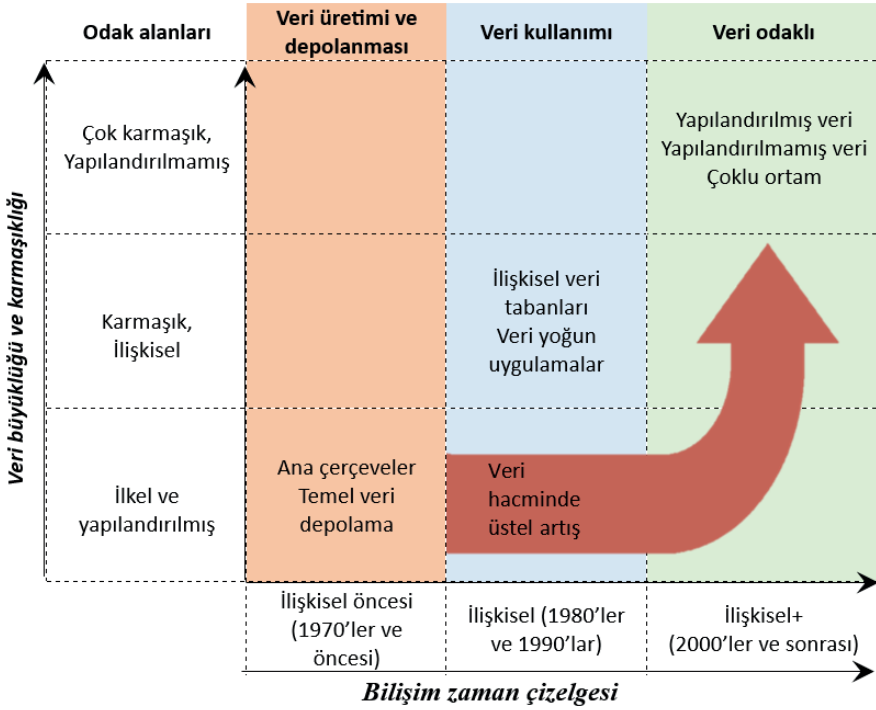 Odak alanları
Veri üretimi ve
depolanması
Veri kullanımı
Veri odaklı
Veri büyüklüğü ve karmaşıklığı
Çok karmaşık,
Yapılandırılmamış
Yapılandırılmış veri
Yapılandırılmamış veri
Çoklu ortam
Karmaşık,
İlişkisel
İlişkisel veri
tabanları
Veri yoğun
uygulamalar
İlkel ve
yapılandırılmış
Ana çerçeveler
Temel veri
depolama
Veri
hacminde
üstel artış
İlişkisel öncesi
(1970’ler ve
öncesi)
İlişkisel (1980’ler
ve 1990’lar)
İlişkisel+
(2000’ler ve sonrası)
Bilişim zaman çizelgesi